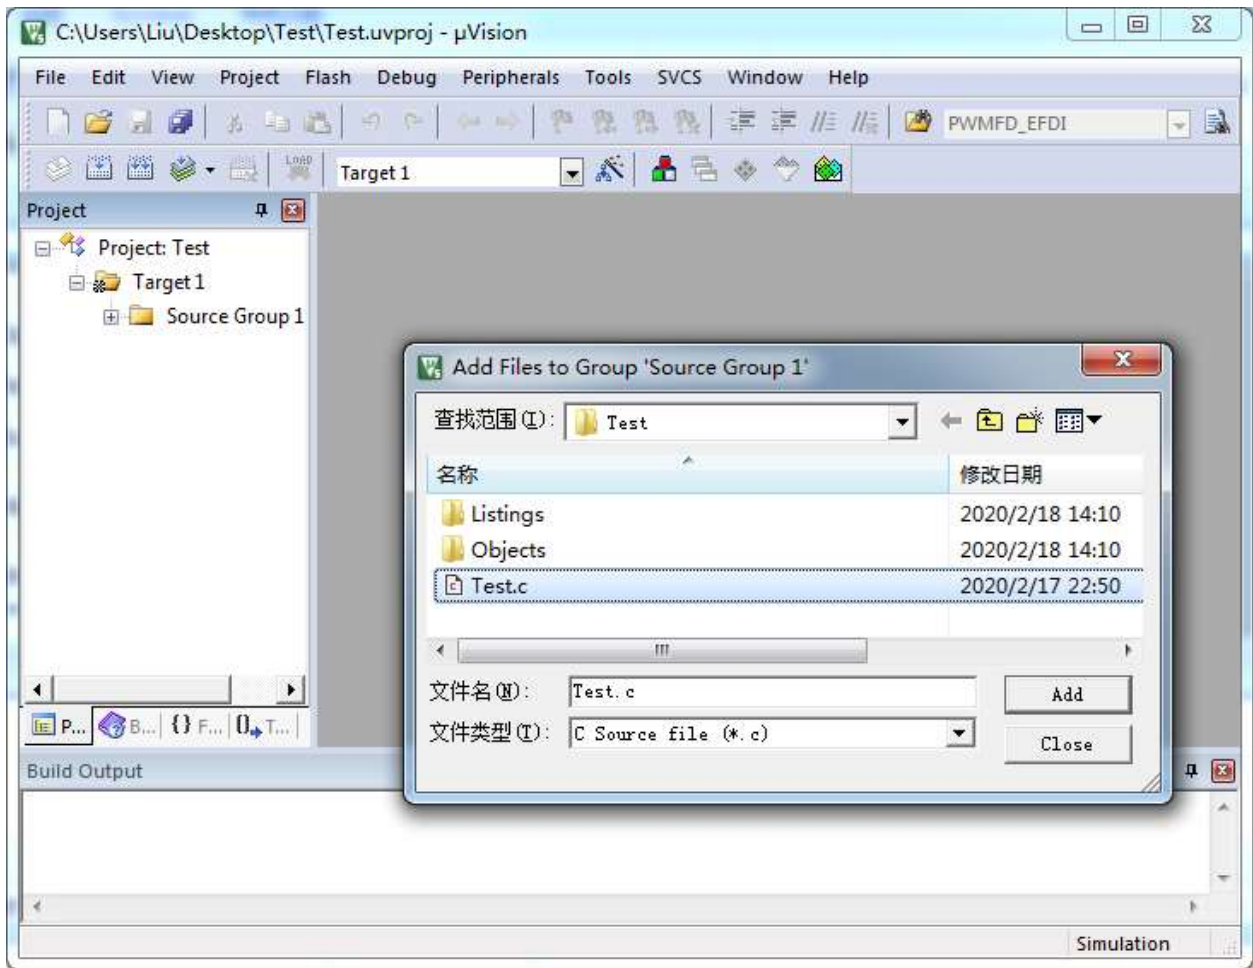 C:\Users\Liu\Desktop\Test\Test.uvproj - µVision
File Edit View Project Flash Debug Peripherals Tools SVCS Window Help
PWMFD_EFDI
LOAD Target 1
Project
Project: Test
Target 1
Source Group 1
Add Files to Group 'Source Group 1'
查找范围(I): Test
名称 修改日期
Listings 2020/2/18 14:10
Objects 2020/2/18 14:10
Test.c 2020/2/17 22:50
文件名(N): Test.c Add
文件类型(T): C Source file (*.c) Close
P... B... {} F... 0 T...
Build Output
Simulation